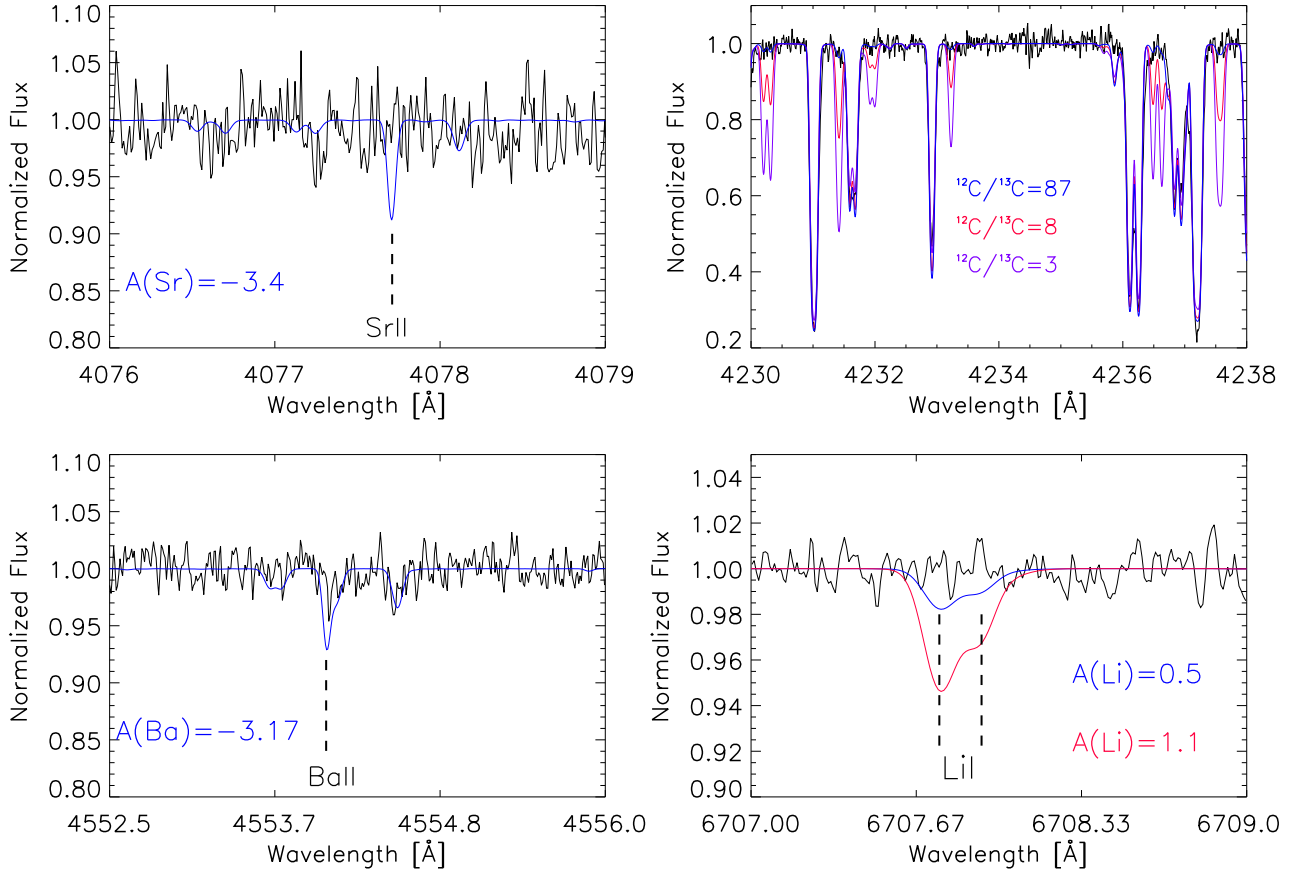 1.10
1.05
1.00
0.95
0.90
0.85
0.80
Normalized Flux
A(Sr)=−3.4
SrII
4076
4077
4078
4079
Wavelength [Å]
1.0
0.8
0.6
0.4
0.2
Normalized Flux
¹²C/¹³C=87
¹²C/¹³C=8
¹²C/¹³C=3
4230
4232
4234
4236
4238
Wavelength [Å]
1.10
1.05
1.00
0.95
0.90
0.85
0.80
Normalized Flux
A(Ba)=−3.17
BaII
4552.5
4553.7
4554.8
4556.0
Wavelength [Å]
1.04
1.02
1.00
0.98
0.96
0.94
0.92
0.90
Normalized Flux
A(Li)=0.5
A(Li)=1.1
LiI
6707.00
6707.67
6708.33
6709.0
Wavelength [Å]